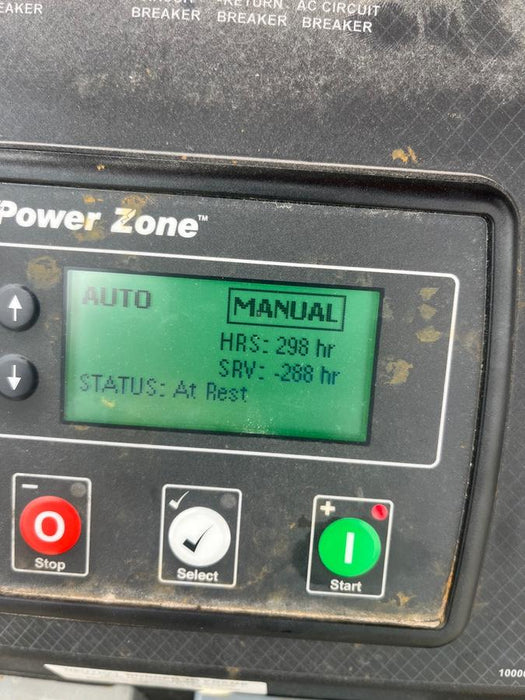 EAKER
BREAKER
BREAKER
AC CIRCUIT
BREAKER
Power Zone™
AUTO
MANUAL
HRS: 298 hr
SRV: -288 hr
STATUS: At Rest
Stop
Select
Start